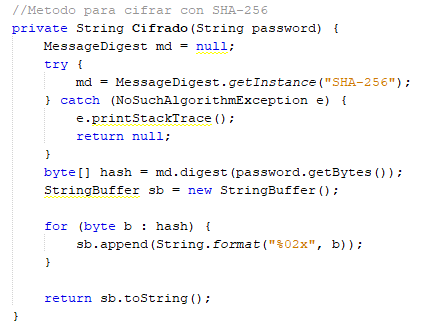 //Metodo para cifrar con SHA-256
private String Cifrado(String password) {
    MessageDigest md = null;
    try {
        md = MessageDigest.getInstance("SHA-256");
    } catch (NoSuchAlgorithmException e) {
        e.printStackTrace();
        return null;
    }
    byte[] hash = md.digest(password.getBytes());
    StringBuffer sb = new StringBuffer();

    for (byte b : hash) {
        sb.append(String.format("%02x", b));
    }

    return sb.toString();
}